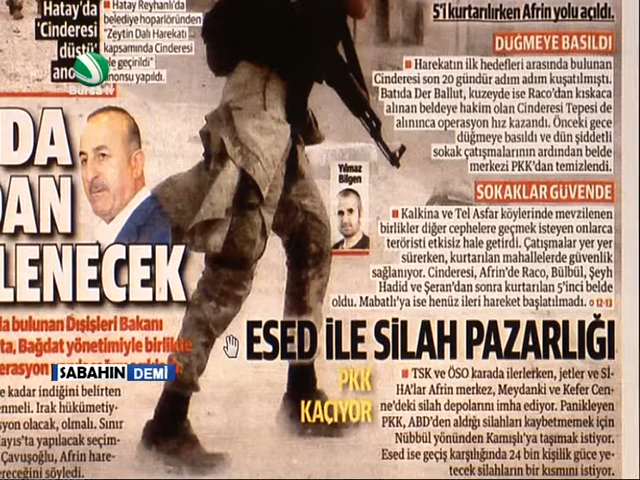 Hatay'da
'Cinderesi
düştü'
Hatay Reyhanlı'da
belediye hoparlöründen
"Zeytin Dalı Harekatı
kapsamında Cinderesi
ele geçirildi"
anonsu yapıldı.
Bursa tv
DA
DAN
LENECEK
da bulunan Dışişleri Bakanı
Bağdat yönetimiyle birlikte
SABAHIN DEMİ
e kadar indiğini belirten
Irak hükümetiy-
olacak, olmalı. Sınır
yapılacak seçim-
Çavuşoğlu, Afrin hare-
söyledi.
Yılmaz
Bilgen
5'i kurtarılırken Afrin yolu açıldı.
DÜĞMEYE BASILDI
Harekatın ilk hedefleri arasında bulunan
Cinderesi son 20 gündür adım adım kuşatılmıştı.
Batıda Der Ballut, kuzeyde ise Raco'dan kıskaca
alınan beldeye hakim olan Cinderesi Tepesi de
alınınca operasyon hız kazandı. Önceki gece
düğmeye basıldı ve dün şiddetli
sokak çatışmalarının ardından belde
merkezi PKK'dan temizlendi.
SOKAKLAR GÜVENDE
Kalkina ve Tel Asfar köylerinde mevzilenen
birlikler diğer cephelere geçmek isteyen onlarca
teröristi etkisiz hale getirdi. Çatışmalar yer yer
sürerken, kurtarılan mahallelerde güvenlik
sağlanıyor. Cinderesi, Afrin'de Raco, Bülbül, Şeyh
Hadid ve Şeran'dan sonra kurtarılan 5'inci belde
oldu. Mabatlı'ya ise henüz ileri hareket başlatılmadı. 12-13
ESED İLE SİLAH PAZARLIĞI
PKK
KAÇIYOR
TSK ve ÖSO karada ilerlerken, jetler ve Sİ-
HA'lar Afrin merkez, Meydanki ve Kefer Cen-
ne'deki silah depolarını imha ediyor. Panikleyen
PKK, ABD'den aldığı silahları kaybetmemek için
Nübbül yönünden Kamışlı'ya taşımak istiyor.
Esed ise geçiş karşılığında 24 bin kişilik güce ye-
tecek silahların bir kısmını istiyor.